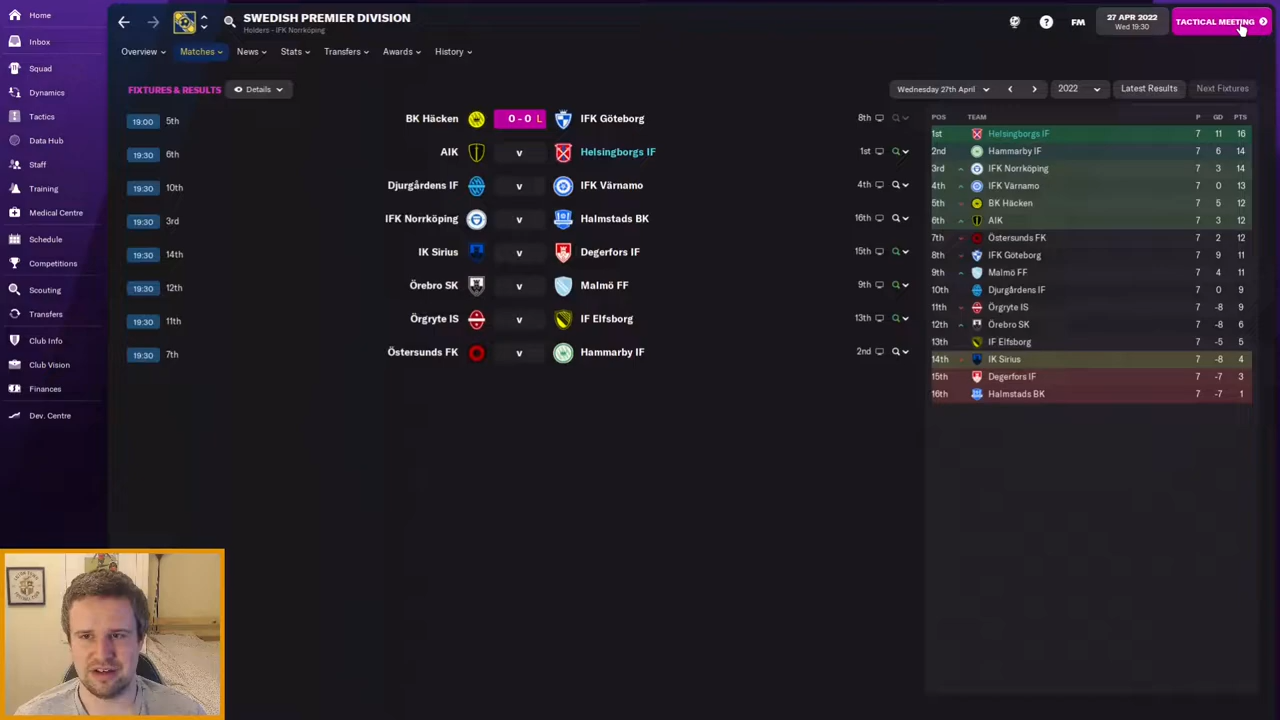 Home
Inbox
Squad
Dynamics
Tactics
Data Hub
Staff
Training
Medical Centre
Schedule
Competitions
Scouting
Transfers
Club Info
Club Vision
Finances
Dev. Centre
SWEDISH PREMIER DIVISION
Holders - IFK Norrköping
FM
27 APR 2022
Wed 19:30
TACTICAL MEETING
Overview Matches News Stats Transfers Awards History
FIXTURES & RESULTS Details Wednesday 27th April 2022 Latest Results Next Fixtures
19:00 5th BK Häcken 0 - 0 L IFK Göteborg 8th
19:30 6th AIK v Helsingborgs IF 1st
19:30 10th Djurgårdens IF v IFK Värnamo 4th
19:30 3rd IFK Norrköping v Halmstads BK 16th
19:30 14th IK Sirius v Degerfors IF 15th
19:30 12th Örebro SK v Malmö FF 9th
19:30 11th Örgryte IS v IF Elfsborg 13th
19:30 7th Östersunds FK v Hammarby IF 2nd
POS TEAM P GD PTS
1st Helsingborgs IF 7 11 16
2nd Hammarby IF 7 6 14
3rd IFK Norrköping 7 3 14
4th IFK Värnamo 7 0 13
5th BK Häcken 7 5 12
6th AIK 7 3 12
7th Östersunds FK 7 2 12
8th IFK Göteborg 7 9 11
9th Malmö FF 7 4 11
10th Djurgårdens IF 7 0 9
11th Örgryte IS 7 -8 9
12th Örebro SK 7 -8 6
13th IF Elfsborg 7 -5 5
14th IK Sirius 7 -8 4
15th Degerfors IF 7 -7 3
16th Halmstads BK 7 -7 1